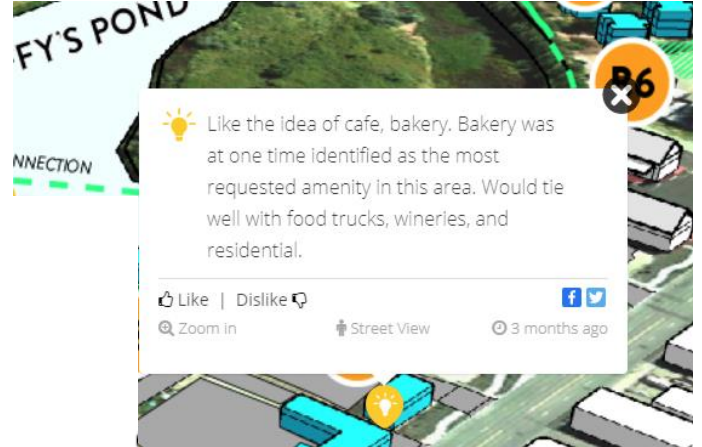 FY'S POND
NNECTION
Like the idea of cafe, bakery. Bakery was
at one time identified as the most
requested amenity in this area. Would tie
well with food trucks, wineries, and
residential.
Like | Dislike
Zoom in Street View 3 months ago